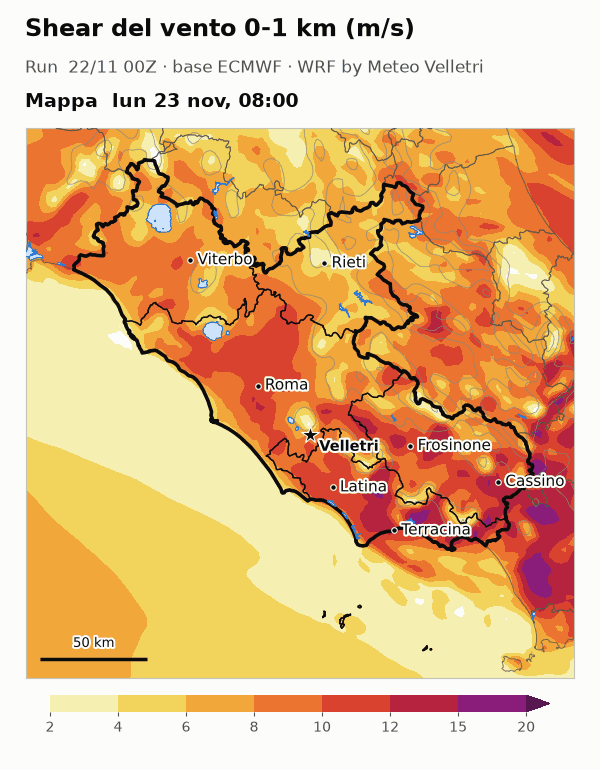 Shear del vento 0-1 km (m/s)
Run  22/11 00Z · base ECMWF · WRF by Meteo Velletri
Mappa  lun 23 nov, 08:00
Viterbo
Rieti
Roma
Velletri
Frosinone
Cassino
Latina
Terracina
50 km
2 4 6 8 10 12 15 20